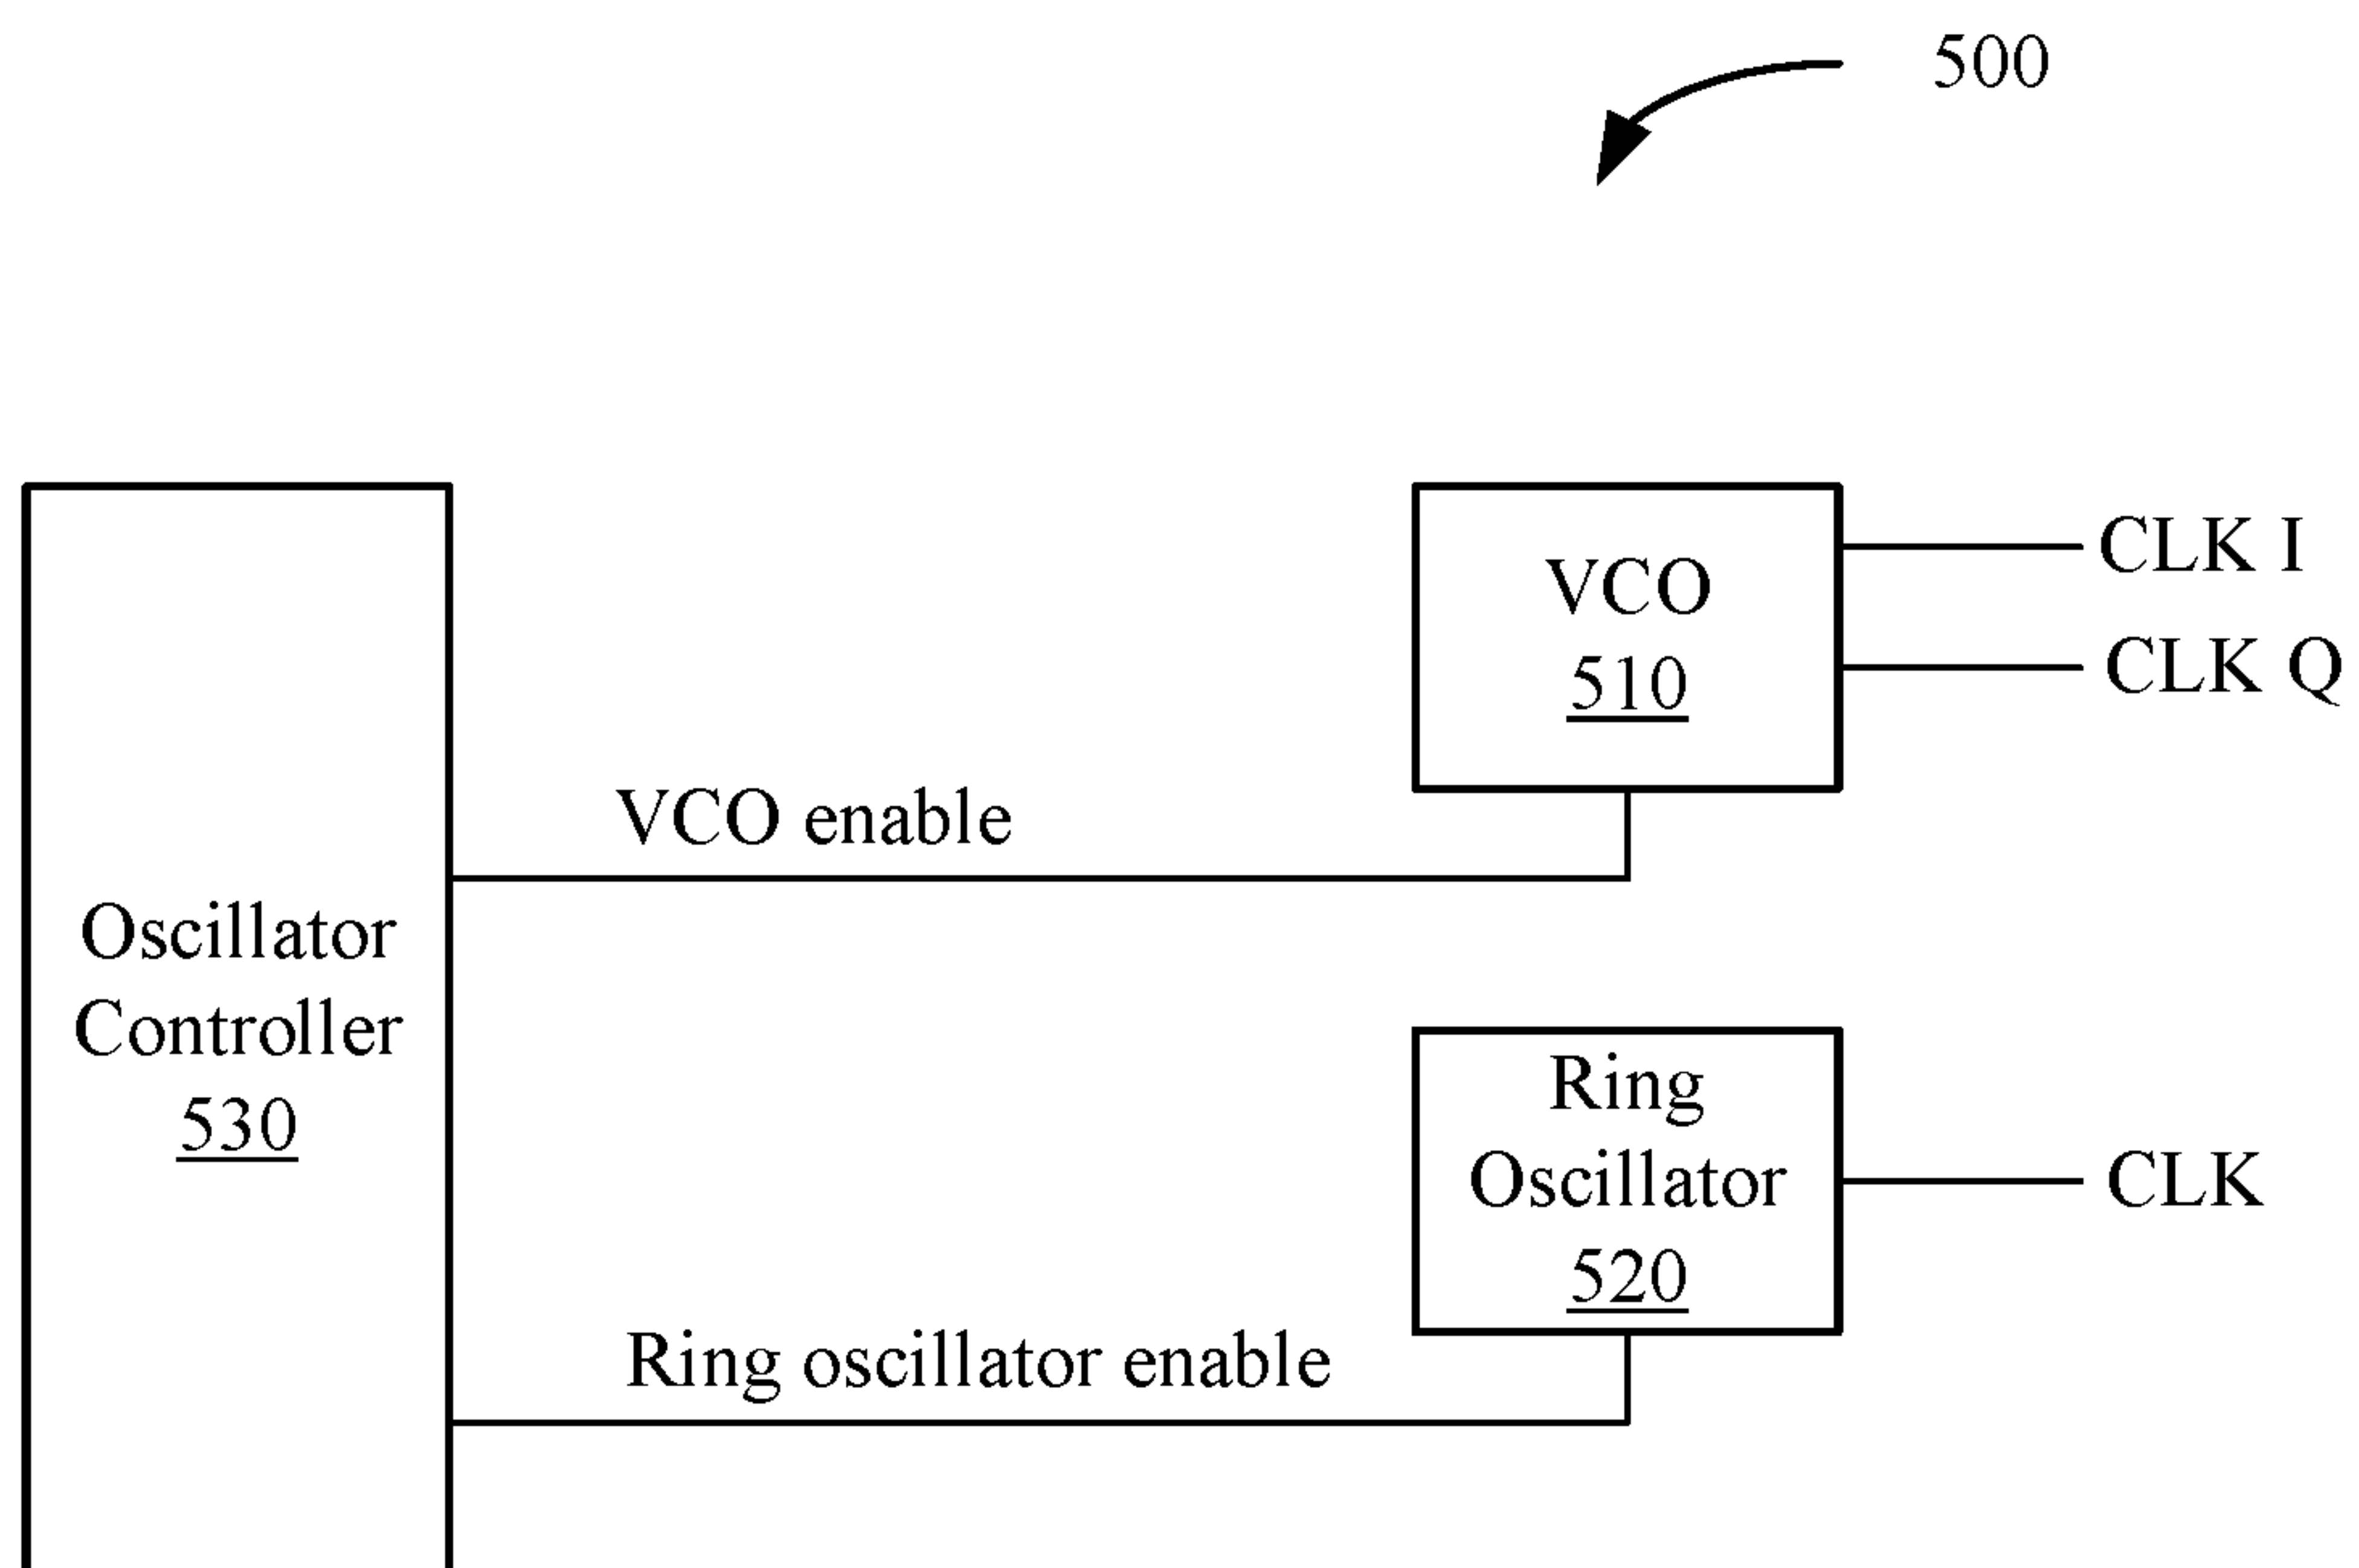 500
VCO
510
CLK I
CLK Q
VCO enable
Oscillator
Controller
530
Ring
Oscillator
520
CLK
Ring oscillator enable